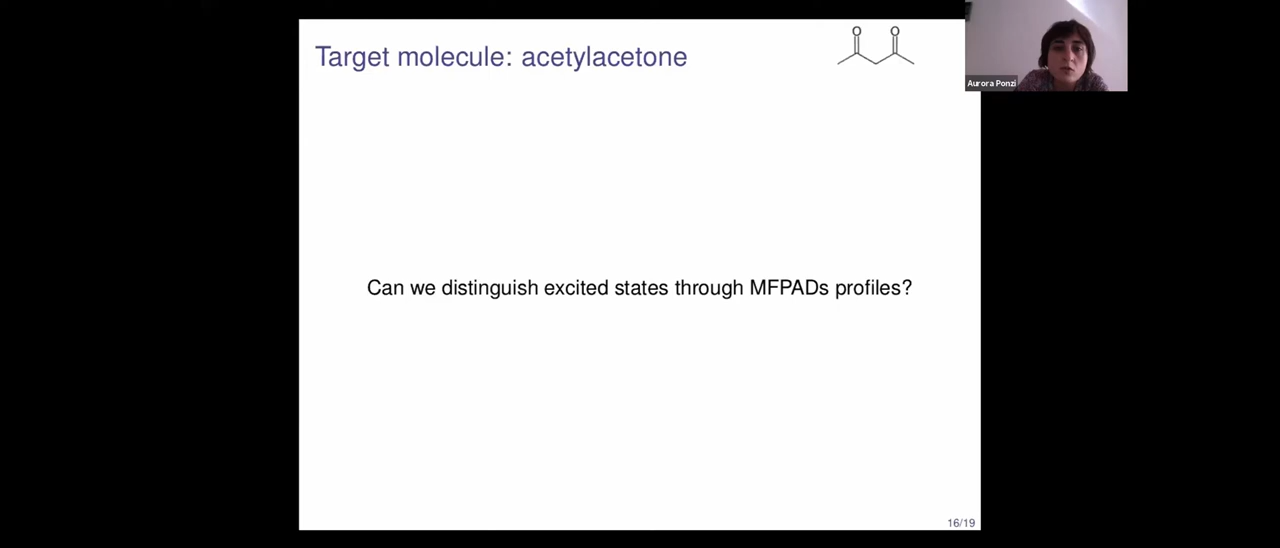 Target molecule: acetylacetone
O O
Aurora Ponzi
Can we distinguish excited states through MFPADs profiles?
16/19